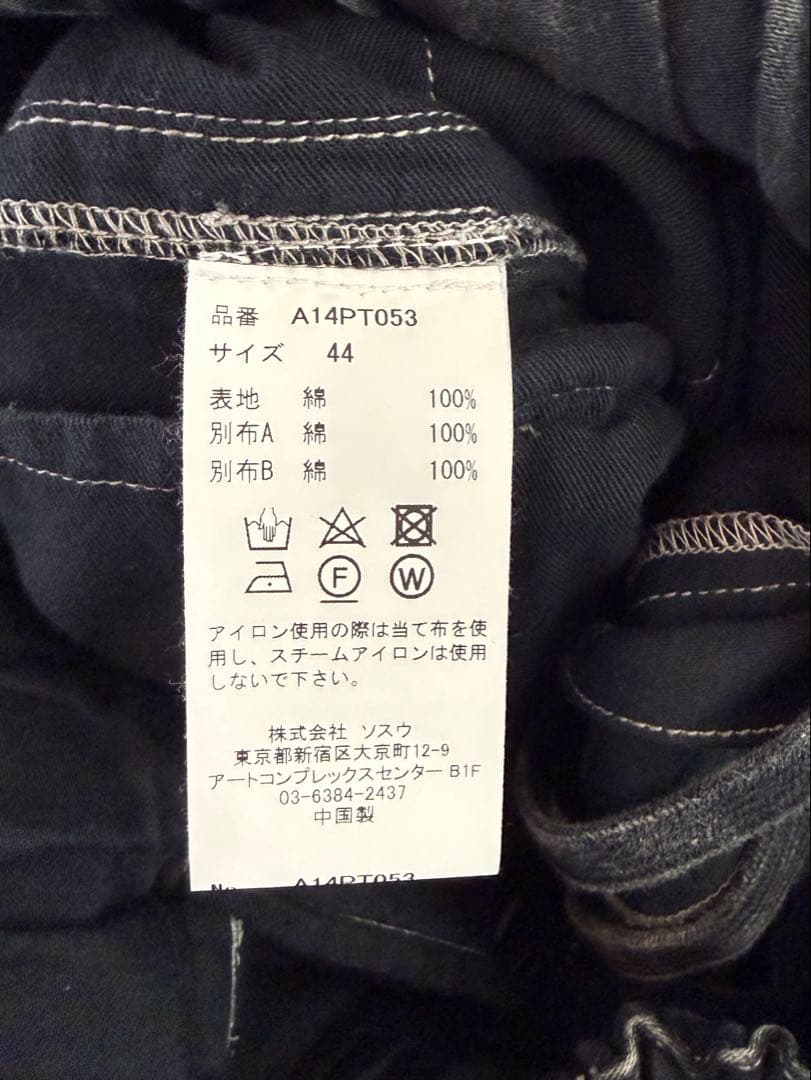 品番 A14PT053
サイズ 44
表地 綿 100%
別布A 綿 100%
別布B 綿 100%
F W
アイロン使用の際は当て布を使
用し、スチームアイロンは使用
しないで下さい。
株式会社 ソスウ
東京都新宿区大京町12-9
アートコンプレックスセンター B1F
03-6384-2437
中国製
No. A14PT053